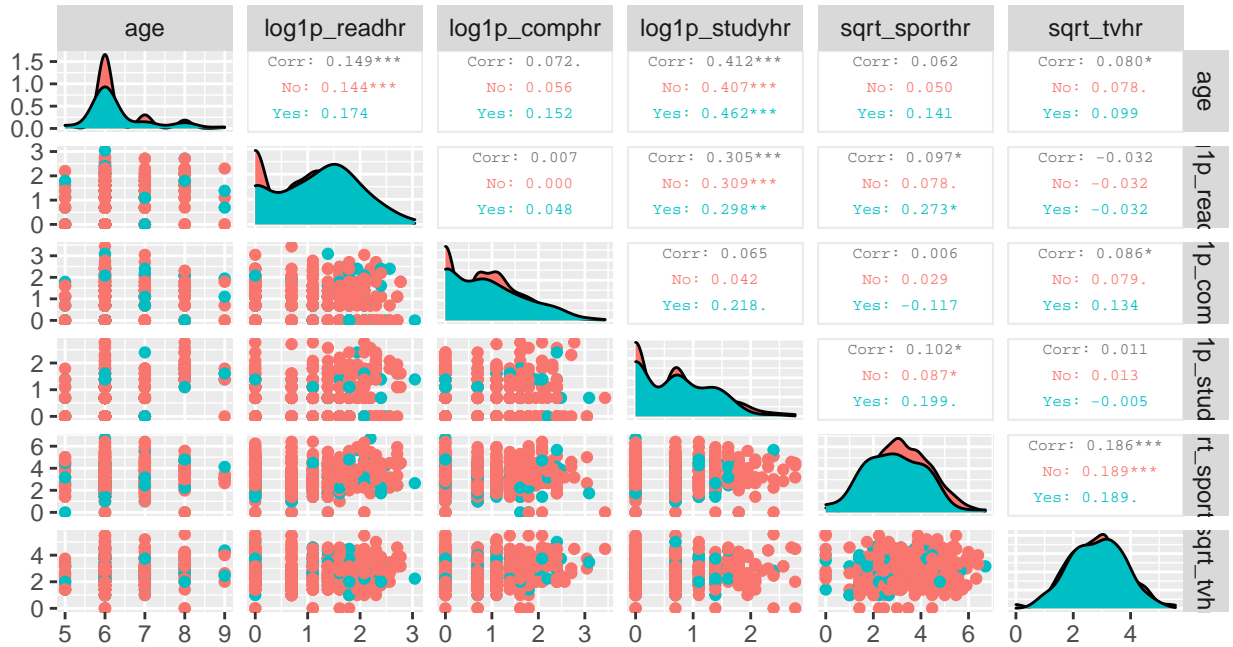 age log1p_readhr log1p_comphr log1p_studyhr sqrt_sporthr sqrt_tvhr
1.5
1.0
0.5
0.0
Corr: 0.149***
No: 0.144***
Yes: 0.174
Corr: 0.072.
No: 0.056
Yes: 0.152
Corr: 0.412***
No: 0.407***
Yes: 0.462***
Corr: 0.062
No: 0.050
Yes: 0.141
Corr: 0.080*
No: 0.078.
Yes: 0.099
age
3
2
1
0
Corr: 0.007
No: 0.000
Yes: 0.048
Corr: 0.305***
No: 0.309***
Yes: 0.298**
Corr: 0.097*
No: 0.078.
Yes: 0.273*
Corr: -0.032
No: -0.032
Yes: -0.032
1p_read
3
2
1
0
Corr: 0.065
No: 0.042
Yes: 0.218.
Corr: 0.006
No: 0.029
Yes: -0.117
Corr: 0.086*
No: 0.079.
Yes: 0.134
1p_com
2
1
0
Corr: 0.102*
No: 0.087*
Yes: 0.199.
Corr: 0.011
No: 0.013
Yes: -0.005
1p_stud
6
4
2
0
Corr: 0.186***
No: 0.189***
Yes: 0.189.
rt_sport
4
2
0
sqrt_tvh
5 6 7 8 9 0 1 2 3 0 1 2 3 0 1 2 0 2 4 6 0 2 4